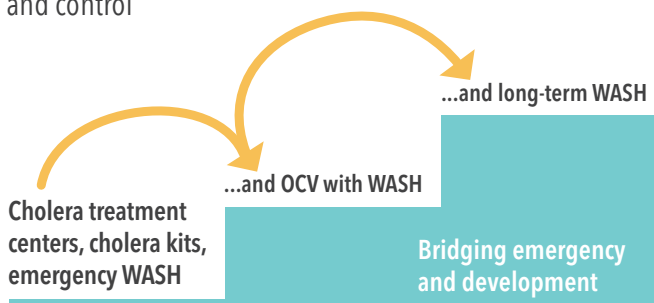 and control
...and long-term WASH
...and OCV with WASH
Cholera treatment
centers, cholera kits,
emergency WASH
Bridging emergency
and development